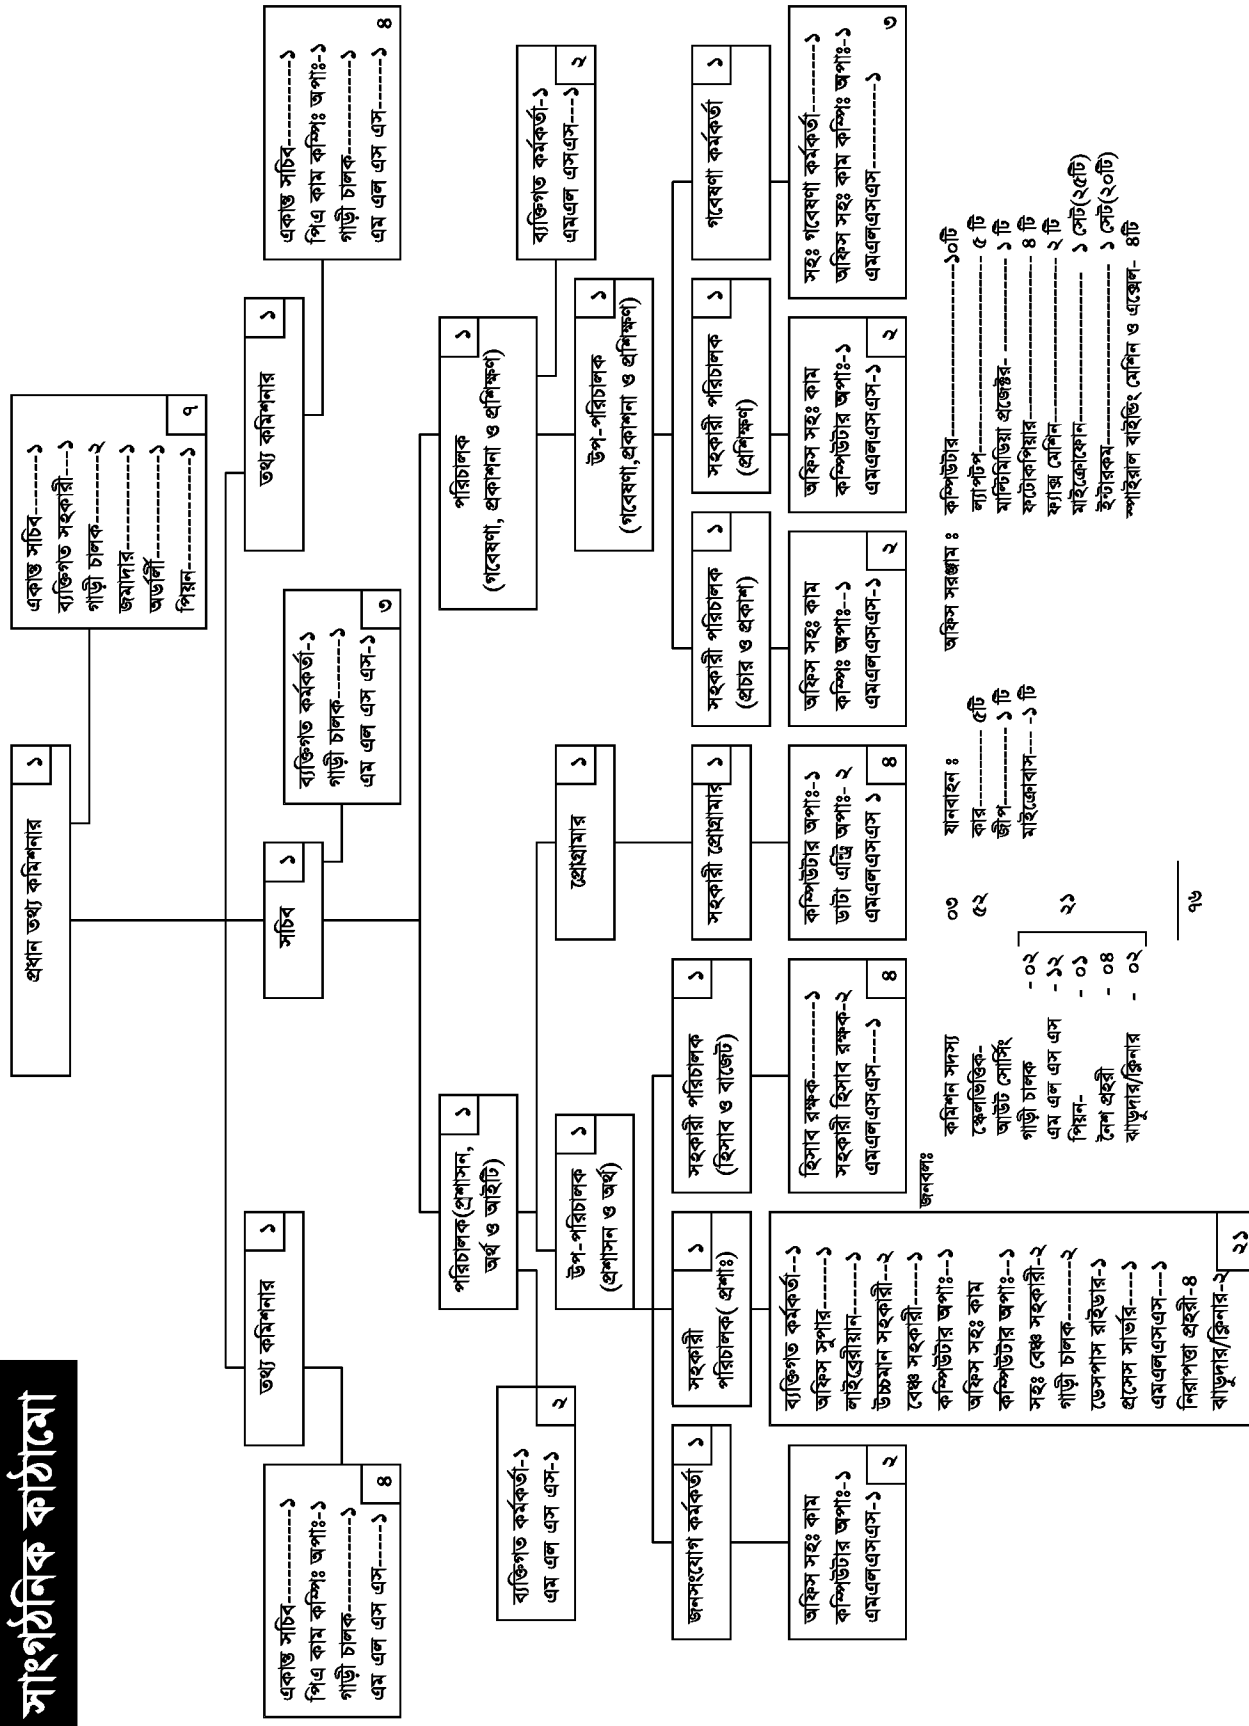 সাংগঠনিক কাঠামো
প্রধান তথ্য কমিশনার
১
একান্ত সচিব--------১
ব্যক্তিগত সহকারী---১
গাড়ী চালক---------২
জমাদার-----------১
অর্ডালী------------১
পিয়ন-------------১
৭
তথ্য কমিশনার
১
একান্ত সচিব------------১
পিএ কাম কম্পিঃ অপাঃ-১
গাড়ী চালক------------১
এম এল এস এস-----১
৪
সচিব
১
ব্যক্তিগত কর্মকর্তা-১
গাড়ী চালক--------১
এম এল এস এস-১
৩
তথ্য কমিশনার
১
একান্ত সচিব------------১
পিএ কাম কম্পিঃ অপাঃ-১
গাড়ী চালক------------১
এম এল এস এস------১
৪
পরিচালক(প্রশাসন,
অর্থ ও আইটি)
১
ব্যক্তিগত কর্মকর্তা-১
এম এল এস এস-১
২
পরিচালক
(গবেষণা, প্রকাশনা ও প্রশিক্ষণ)
১
ব্যক্তিগত কর্মকর্তা-১
এমএল এসএস---১
২
উপ-পরিচালক
(প্রশাসন ও অর্থ)
১
প্রোগ্রামার
১
উপ-পরিচালক
(গবেষণা,প্রকাশনা ও প্রশিক্ষণ)
১
জনসংযোগ কর্মকর্তা
১
সহকারী
পরিচালক( প্রশাঃ)
১
সহকারী পরিচালক
(হিসাব ও বাজেট)
১
সহকারী প্রোগ্রামার
১
সহকারী পরিচালক
(প্রচার ও প্রকাশ)
১
সহকারী পরিচালক
(প্রশিক্ষণ)
১
গবেষণা কর্মকর্তা
১
অফিস সহঃ কাম
কম্পিউটার অপাঃ-১
এমএলএসএস-১
২
ব্যক্তিগত কর্মকর্তা--১
অফিস সুপার------১
লাইব্রেরীয়ান------১
উচ্চমান সহকারী--২
বেঞ্চ সহকারী-----১
কম্পিউটার অপাঃ--১
অফিস সহঃ কাম
কম্পিউটার অপাঃ--১
সহঃ বেঞ্চ সহকারী-২
গাড়ী চালক-------২
ডেসপাস রাইডার-১
প্রসেস সার্ভার-----১
এমএলএসএস---১
নিরাপত্তা প্রহরী-৪
ঝাড়ুদার/ক্লিনার-২
২১
হিসাব রক্ষক----------১
সহকারী হিসাব রক্ষক-২
এমএলএসএস----১
৪
কম্পিউটার অপাঃ-১
ডাটা এন্ট্রি অপাঃ- ২
এমএলএসএস ১
৪
অফিস সহঃ কাম
কম্পিঃ অপাঃ--১
এমএলএসএস-১
২
অফিস সহঃ কাম
কম্পিউটার অপাঃ-১
এমএলএসএস-১
২
সহঃ গবেষণা কর্মকর্তা---------১
অফিস সহঃ কাম কম্পিঃ অপাঃ-১
এমএলএসএস------------১
৩
জনবলঃ
কমিশন সদস্য ০৩
স্কেলভিত্তিক- ৫২
আউট সোর্সিং
গাড়ী চালক - ০২
এম এল এস এস - ১২
পিয়ন- - ০১
নৈশ প্রহরী - ০৪
ঝাড়ুদার/ক্লিনার - ০২
২১
৭৬
যানবাহন ঃ
কার---------- ৫টি
জীপ----------- ১ টি
মাইক্রোবাস---- -১ টি
অফিস সরঞ্জাম ঃ
কম্পিউটার--------------------১০টি
ল্যাপটপ-------------------- ৫ টি
মাল্টিমিডিয়া প্রজেক্টর- ----------- ১ টি
ফটোকপিয়ার----------------- ৪ টি
ফ্যাক্স মেশিন--------------- ২ টি
মাইক্রোফোন---------------- ১ সেট(২৫টি)
ইন্টারকম------------------- ১ সেট(২০টি)
স্পাইরাল বাইন্ডিং মেশিন ও এক্সেল- ৪টি